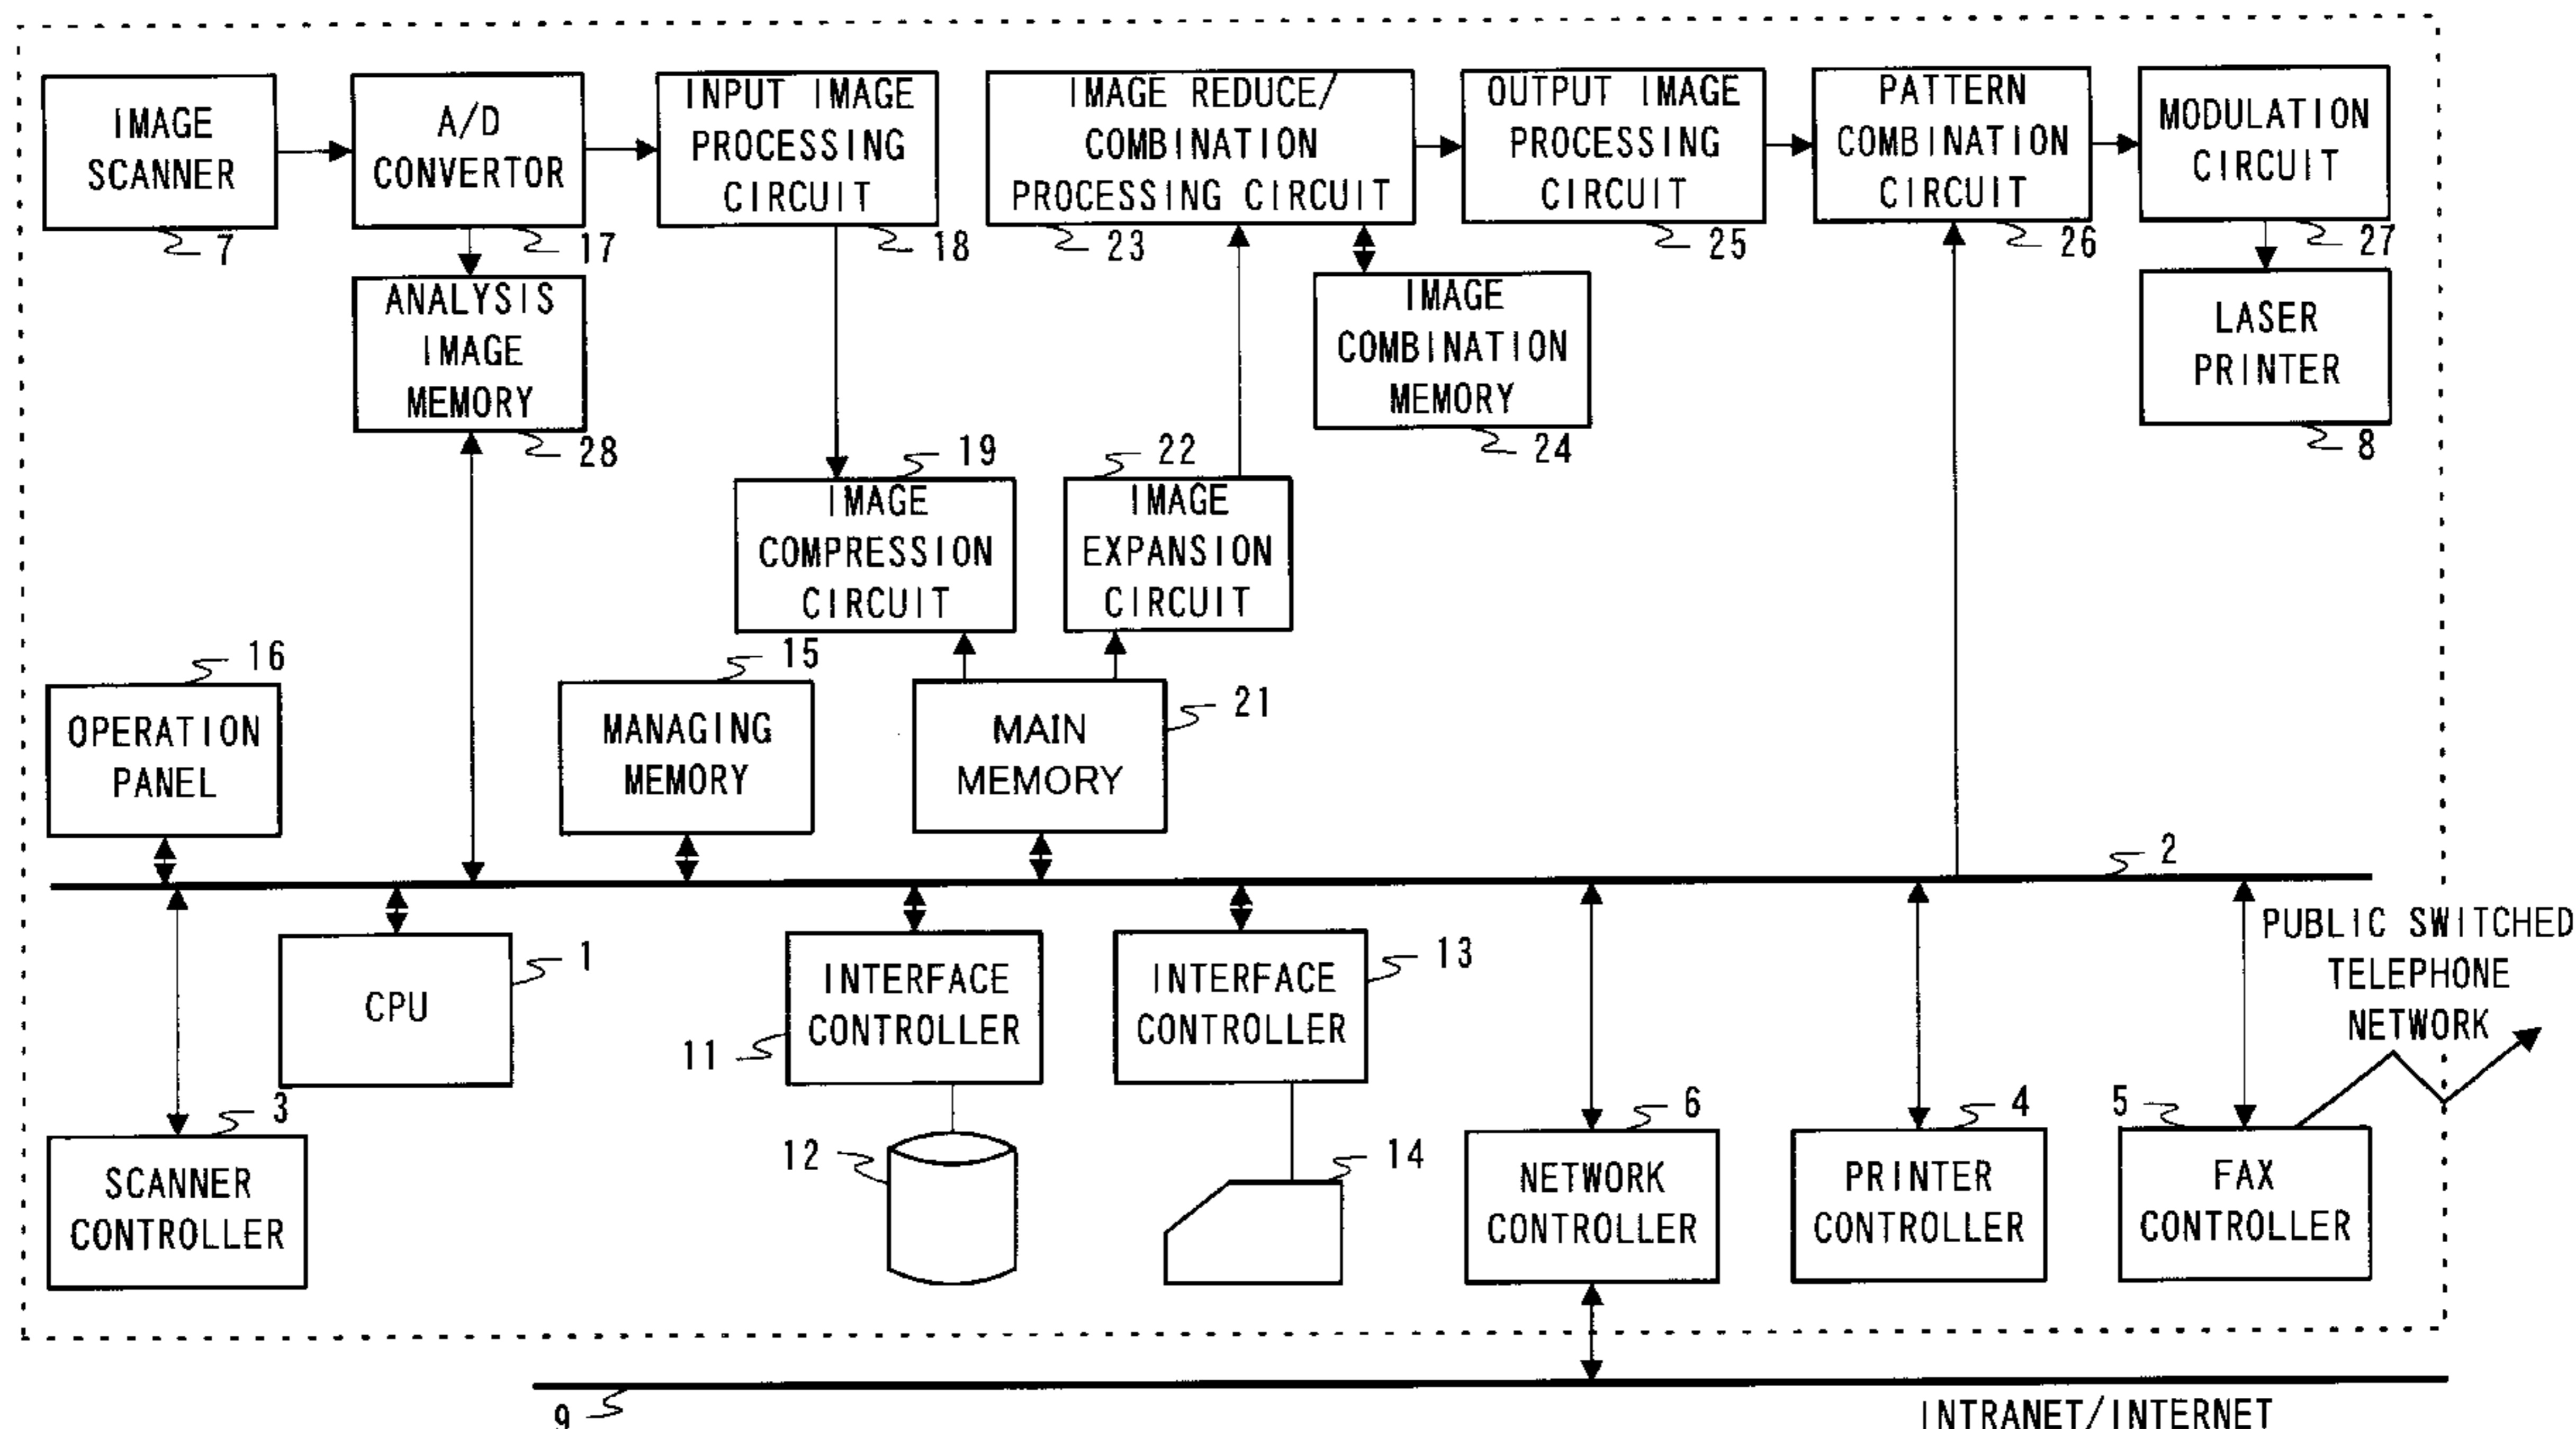 IMAGE
SCANNER
7
A/D
CONVERTOR
17
INPUT IMAGE
PROCESSING
CIRCUIT
18
IMAGE REDUCE/
COMBINATION
PROCESSING CIRCUIT
23
OUTPUT IMAGE
PROCESSING
CIRCUIT
25
PATTERN
COMBINATION
CIRCUIT
26
MODULATION
CIRCUIT
27
ANALYSIS
IMAGE
MEMORY
28
IMAGE
COMBINATION
MEMORY
24
LASER
PRINTER
8
19
IMAGE
COMPRESSION
CIRCUIT
22
IMAGE
EXPANSION
CIRCUIT
16
OPERATION
PANEL
15
MANAGING
MEMORY
21
MAIN
MEMORY
2
1
CPU
11
INTERFACE
CONTROLLER
13
INTERFACE
CONTROLLER
PUBLIC SWITCHED
TELEPHONE
NETWORK
3
SCANNER
CONTROLLER
12
14
6
NETWORK
CONTROLLER
4
PRINTER
CONTROLLER
5
FAX
CONTROLLER
9
INTRANET/INTERNET